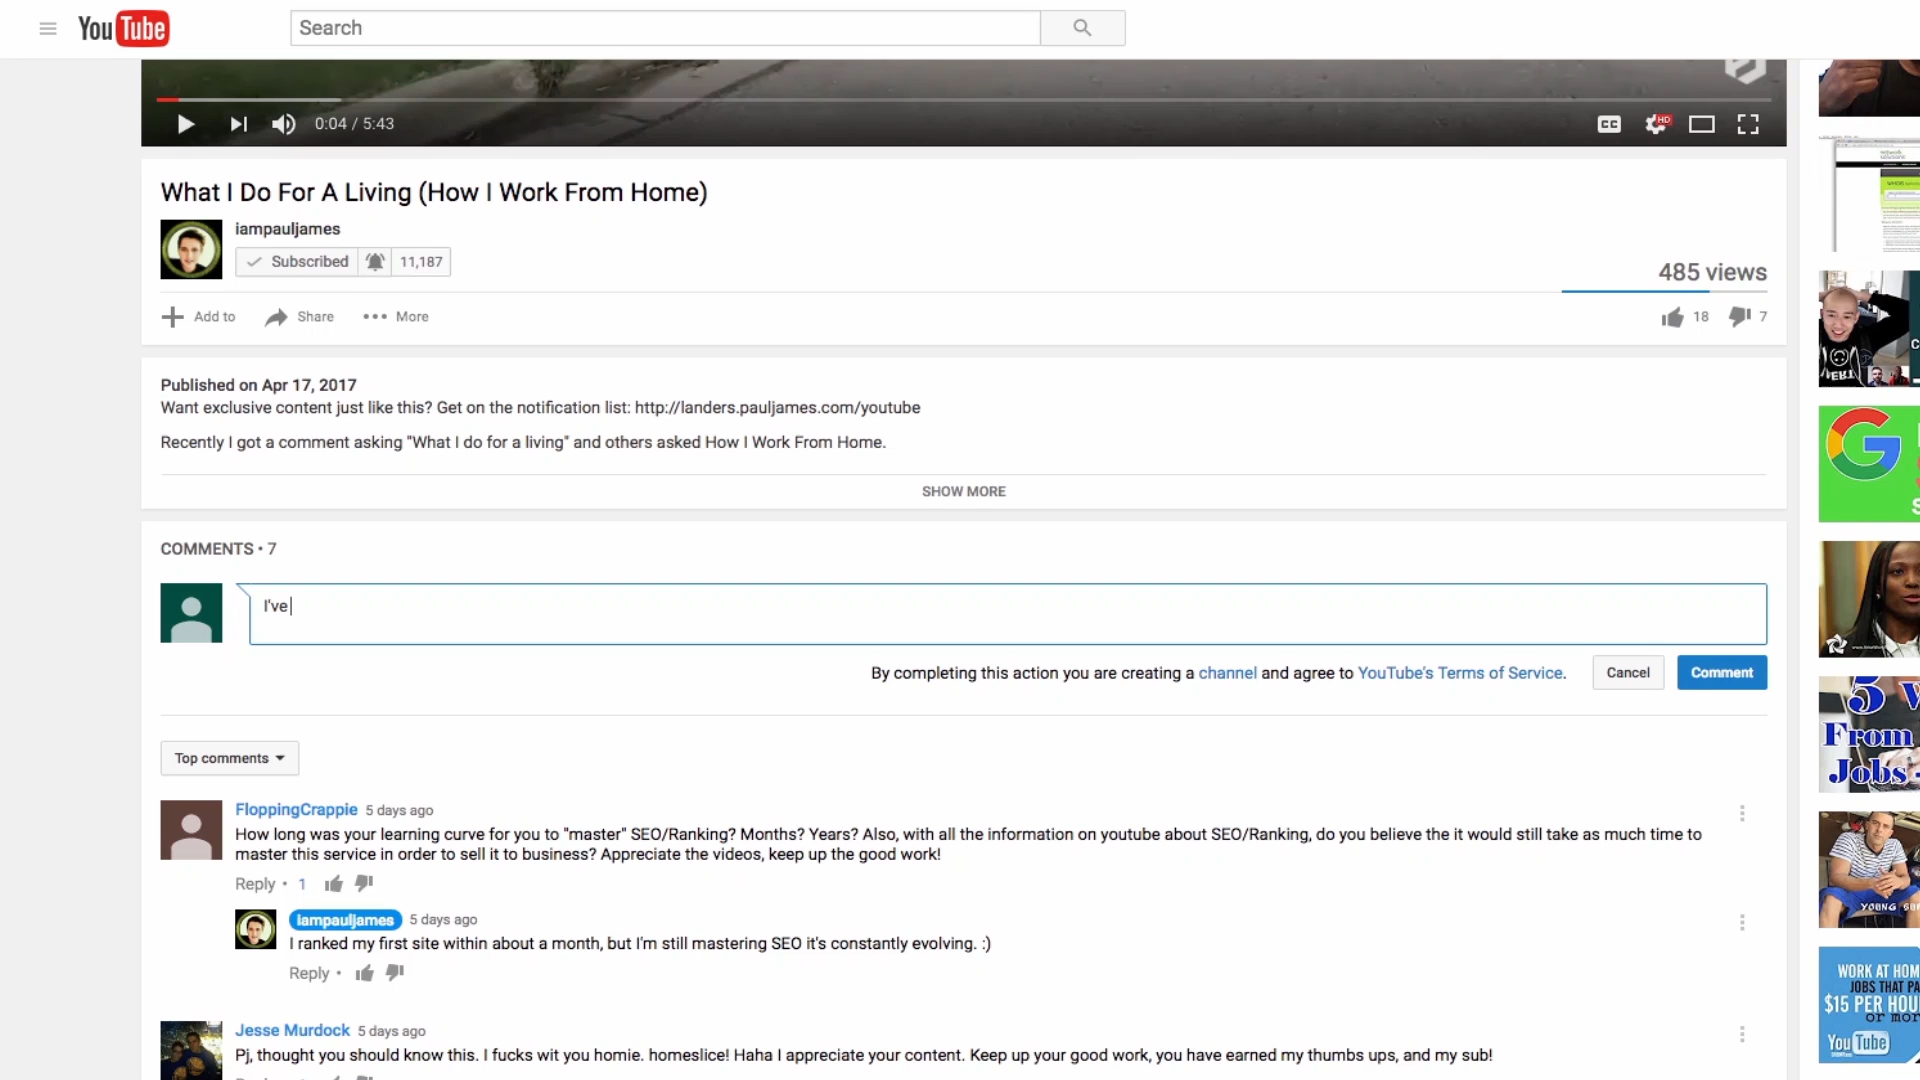 YouTube
Search
0:04 / 5:43
CC
HD
What I Do For A Living (How I Work From Home)
iampauljames
Subscribed
11,187
485 views
Add to
Share
More
18
7
Published on Apr 17, 2017
Want exclusive content just like this? Get on the notification list: http://landers.pauljames.com/youtube
Recently I got a comment asking "What I do for a living" and others asked How I Work From Home.
SHOW MORE
COMMENTS • 7
I've
By completing this action you are creating a channel and agree to YouTube's Terms of Service.
Cancel
Comment
Top comments
FloppingCrappie 5 days ago
How long was your learning curve for you to "master" SEO/Ranking? Months? Years? Also, with all the information on youtube about SEO/Ranking, do you believe the it would still take as much time to
master this service in order to sell it to business? Appreciate the videos, keep up the good work!
Reply • 1
iampauljames 5 days ago
I ranked my first site within about a month, but I'm still mastering SEO it's constantly evolving. :)
Reply •
Jesse Murdock 5 days ago
Pj, thought you should know this. I fucks wit you homie. homeslice! Haha I appreciate your content. Keep up your good work, you have earned my thumbs ups, and my sub!
5
From
Jobs
YOUNG
WORK AT HOM
JOBS THAT PA
$15 PER HOU
or mor
YouTube